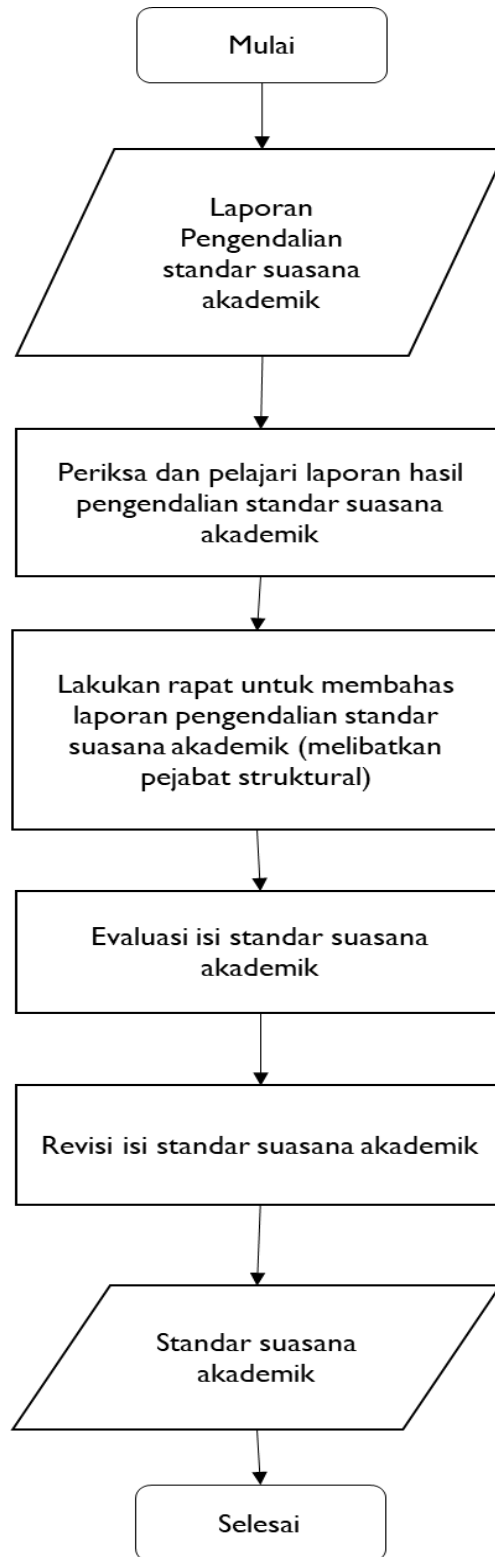 Mulai
Laporan
Pengendalian
standar suasana
akademik
Periksa dan pelajari laporan hasil
pengendalian standar suasana
akademik
Lakukan rapat untuk membahas
laporan pengendalian standar
suasana akademik (melibatkan
pejabat struktural)
Evaluasi isi standar suasana
akademik
Revisi isi standar suasana akademik
Standar suasana
akademik
Selesai